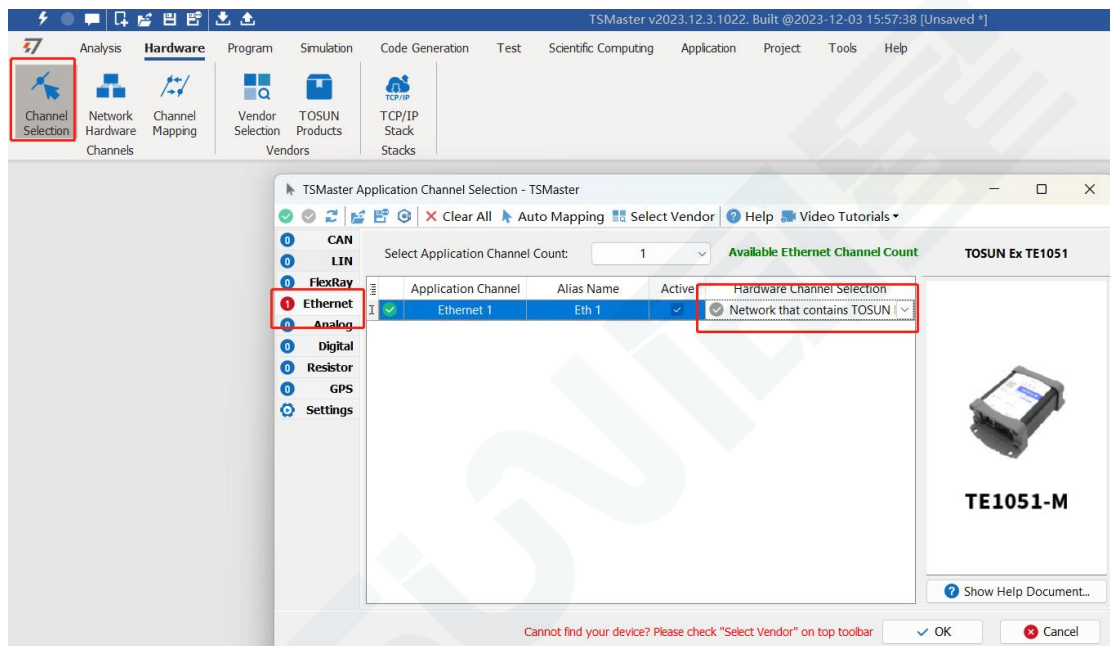 TSMaster v2023.12.3.1022. Built @2023-12-03 15:57:38 [Unsaved *]
Analysis Hardware Program Simulation Code Generation Test Scientific Computing Application Project Tools Help
TCP/IP
Channel Selection
Network Hardware
Channel Mapping
Vendor Selection
TOSUN Products
TCP/IP Stack
Channels Vendors Stacks
TSMaster Application Channel Selection - TSMaster
Clear All Auto Mapping Select Vendor Help Video Tutorials
0 CAN
0 LIN
0 FlexRay
1 Ethernet
0 Analog
0 Digital
0 Resistor
0 GPS
Settings
Select Application Channel Count: 1 Available Ethernet Channel Count
Application Channel Alias Name Active Hardware Channel Selection
Ethernet 1 Eth 1 Network that contains TOSUN
TOSUN Ex TE1051
TE1051-M
Show Help Document...
Cannot find your device? Please check "Select Vendor" on top toolbar OK Cancel